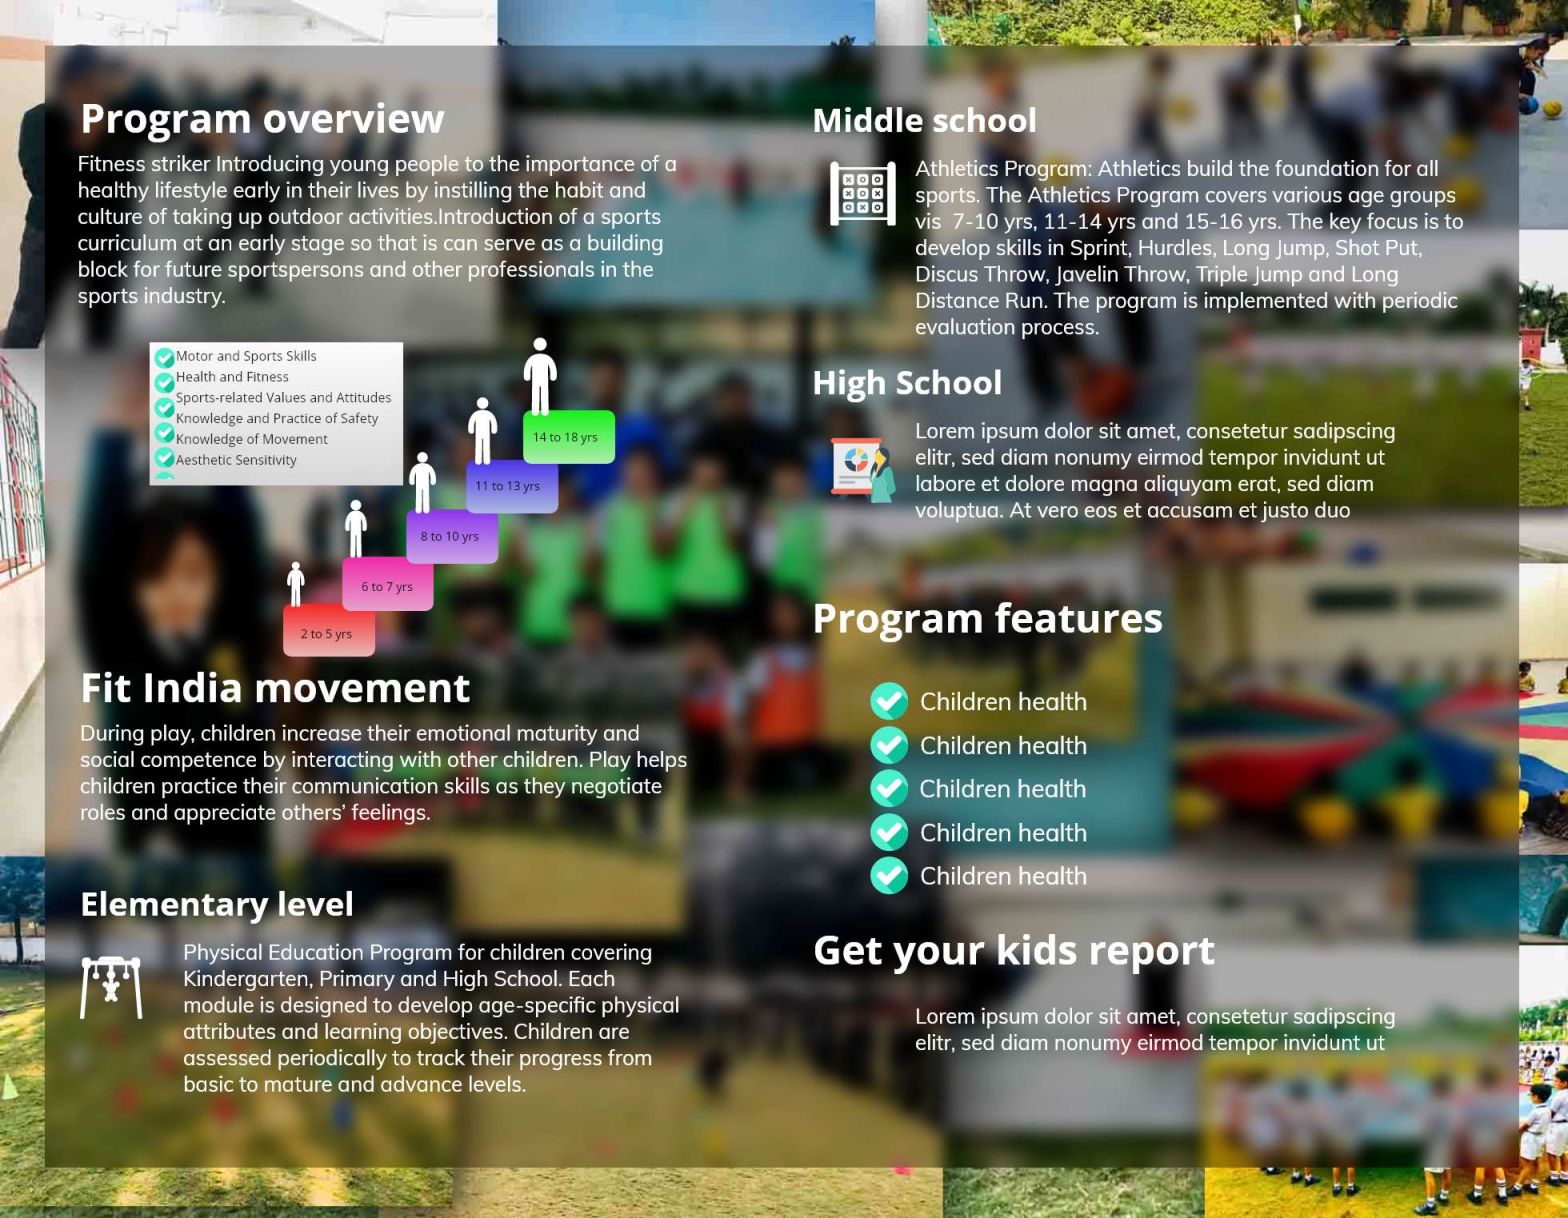 Program overview
Fitness striker Introducing young people to the importance of a
healthy lifestyle early in their lives by instilling the habit and
culture of taking up outdoor activities.Introduction of a sports
curriculum at an early stage so that is can serve as a building
block for future sportspersons and other professionals in the
sports industry.
Motor and Sports Skills
Health and Fitness
Sports-related Values and Attitudes
Knowledge and Practice of Safety
Knowledge of Movement
Aesthetic Sensitivity
14 to 18 yrs
11 to 13 yrs
8 to 10 yrs
6 to 7 yrs
2 to 5 yrs
Fit India movement
During play, children increase their emotional maturity and
social competence by interacting with other children. Play helps
children practice their communication skills as they negotiate
roles and appreciate others’ feelings.
Elementary level
Physical Education Program for children covering
Kindergarten, Primary and High School. Each
module is designed to develop age-specific physical
attributes and learning objectives. Children are
assessed periodically to track their progress from
basic to mature and advance levels.
Middle school
Athletics Program: Athletics build the foundation for all
sports. The Athletics Program covers various age groups
vis 7-10 yrs, 11-14 yrs and 15-16 yrs. The key focus is to
develop skills in Sprint, Hurdles, Long Jump, Shot Put,
Discus Throw, Javelin Throw, Triple Jump and Long
Distance Run. The program is implemented with periodic
evaluation process.
High School
Lorem ipsum dolor sit amet, consetetur sadipscing
elitr, sed diam nonumy eirmod tempor invidunt ut
labore et dolore magna aliquyam erat, sed diam
voluptua. At vero eos et accusam et justo duo
Program features
Children health
Children health
Children health
Children health
Children health
Get your kids report
Lorem ipsum dolor sit amet, consetetur sadipscing
elitr, sed diam nonumy eirmod tempor invidunt ut